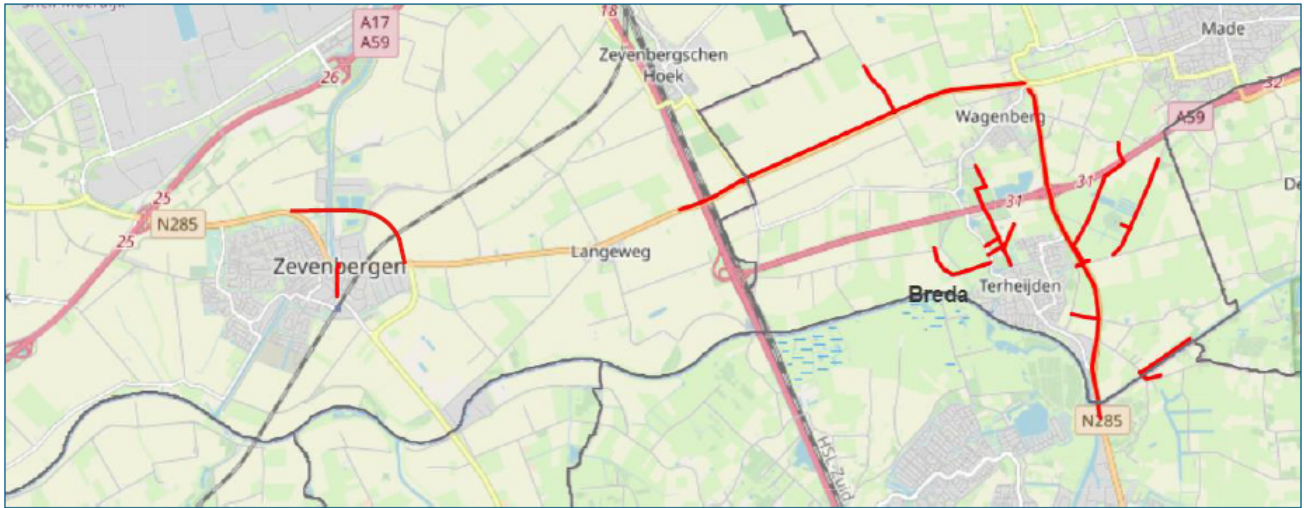 18
Made
A17
A59
26
Zevenbergschen
Hoek
32
Wagenberg
A59
31
25
N285
25
31
De
Langeweg
Zevenbergen
Terheijden
Breda
N285
HSL-Zuid